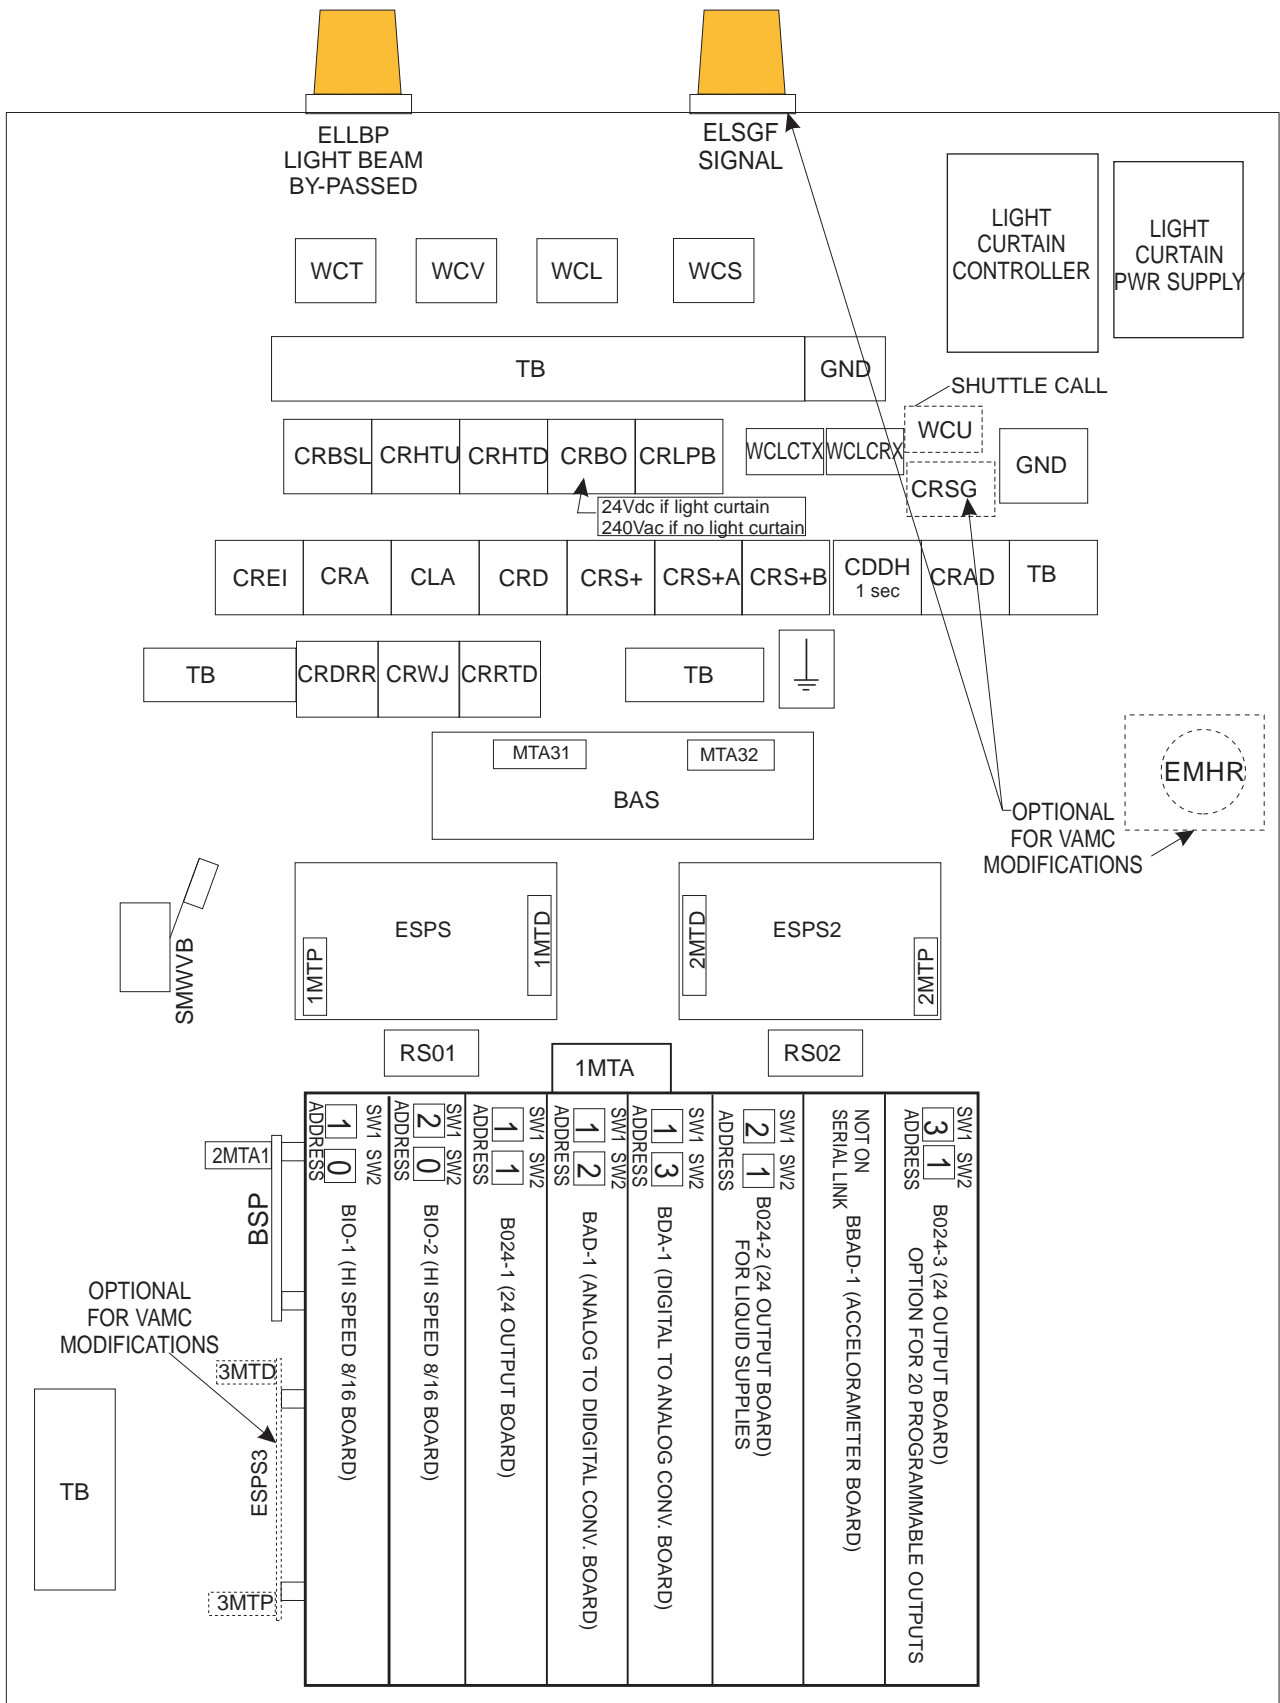 ELLBP
LIGHT BEAM
BY-PASSED
ELSGF
SIGNAL
LIGHT
CURTAIN
CONTROLLER
LIGHT
CURTAIN
PWR SUPPLY
WCT
WCV
WCL
WCS
TB
GND
SHUTTLE CALL
CRBSL
CRHTU
CRHTD
CRBO
CRLPB
WCLCTX
WCLCRX
WCU
CRSG
GND
24Vdc if light curtain
240Vac if no light curtain
CREI
CRA
CLA
CRD
CRS+
CRS+A
CRS+B
CDDH
1 sec
CRAD
TB
TB
CRDRR
CRWJ
CRRTD
TB
MTA31
MTA32
BAS
EMHR
OPTIONAL
FOR VAMC
MODIFICATIONS
SMWVB
ESPS
1MTP
1MTD
ESPS2
2MTD
2MTP
RS01
RS02
1MTA
2MTA1
BSP
OPTIONAL
FOR VAMC
MODIFICATIONS
3MTD
ESPS3
3MTP
TB
SW1 SW2
1 0
ADDRESS
BIO-1 (HI SPEED 8/16 BOARD)
SW1 SW2
2 0
ADDRESS
BIO-2 (HI SPEED 8/16 BOARD)
SW1 SW2
1 1
ADDRESS
B024-1 (24 OUTPUT BOARD)
SW1 SW2
1 2
ADDRESS
BAD-1 (ANALOG TO DIDGITAL CONV. BOARD)
SW1 SW2
1 3
ADDRESS
BDA-1 (DIGITAL TO ANALOG CONV. BOARD)
SW1 SW2
2 1
ADDRESS
B024-2 (24 OUTPUT BOARD)
FOR LIQUID SUPPLIES
NOT ON
SERIAL LINK
BBAD-1 (ACCELORAMETER BOARD)
SW1 SW2
3 1
ADDRESS
B024-3 (24 OUTPUT BOARD)
OPTION FOR 20 PROGRAMMABLE OUTPUTS